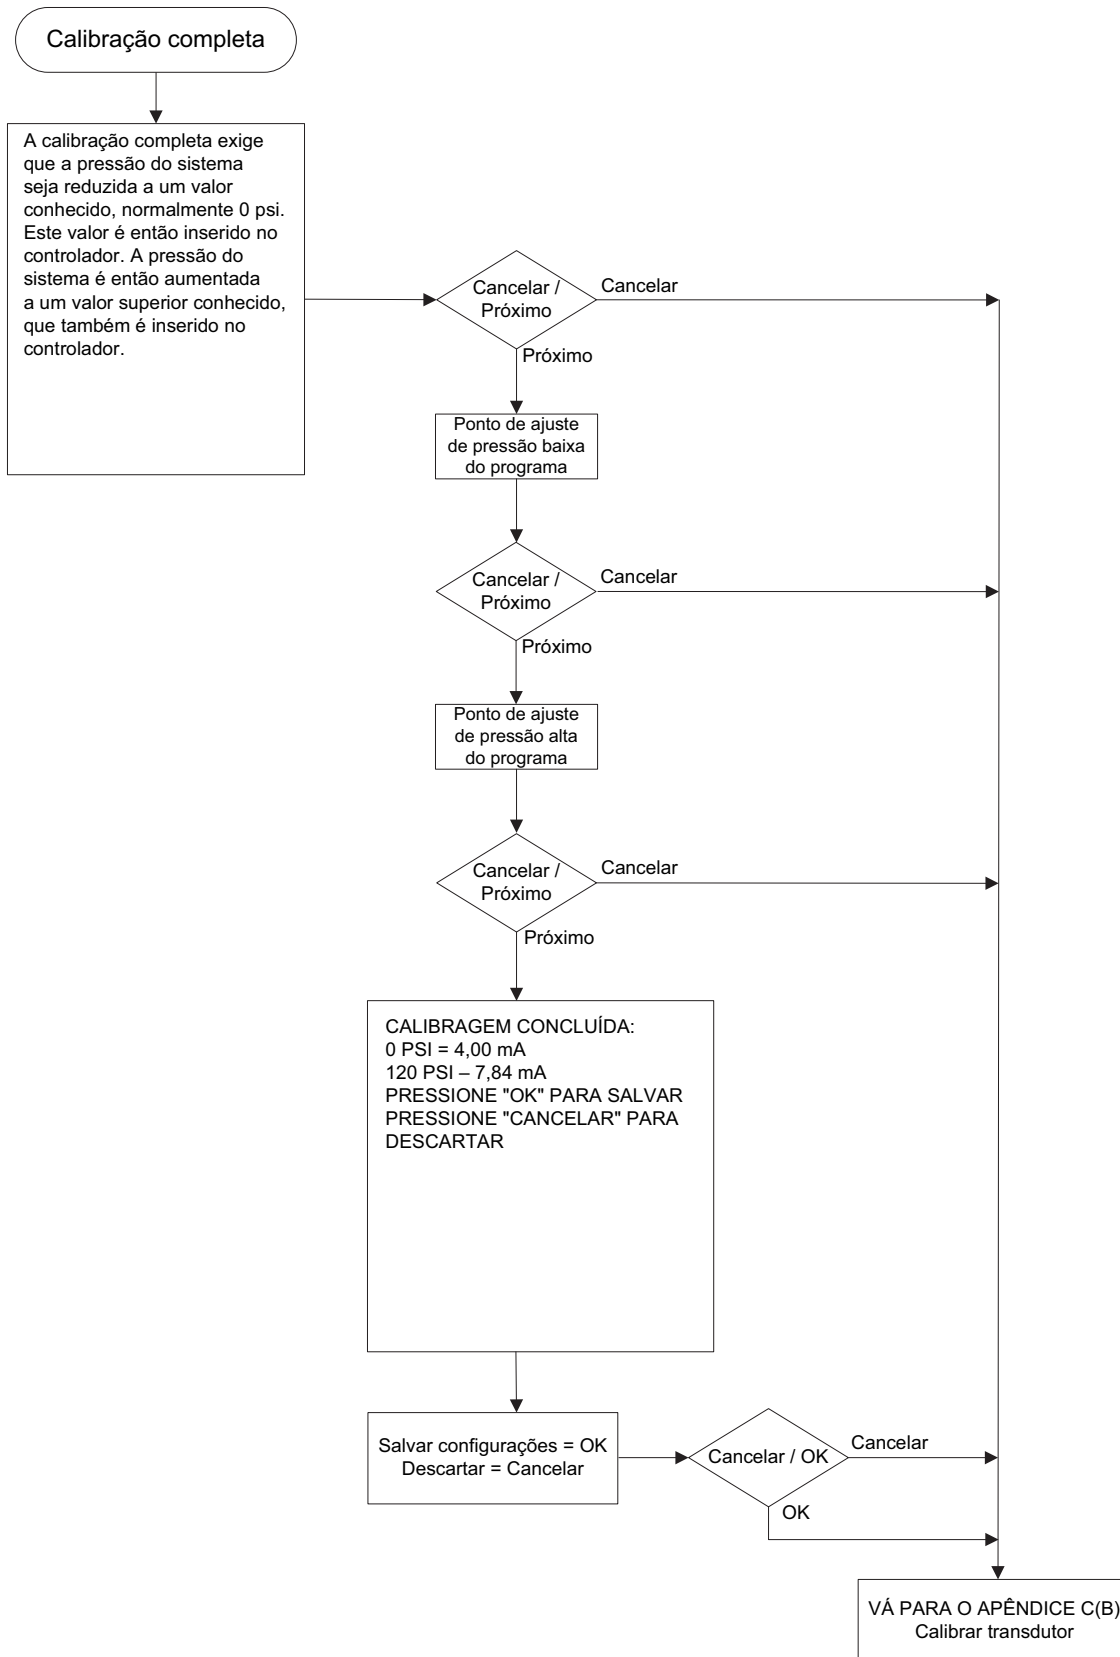 Calibração completa
A calibração completa exige
que a pressão do sistema
seja reduzida a um valor
conhecido, normalmente 0 psi.
Este valor é então inserido no
controlador. A pressão do
sistema é então aumentada
a um valor superior conhecido,
que também é inserido no
controlador.
Cancelar /
Próximo
Cancelar
Próximo
Ponto de ajuste
de pressão baixa
do programa
Cancelar /
Próximo
Cancelar
Próximo
Ponto de ajuste
de pressão alta
do programa
Cancelar /
Próximo
Cancelar
Próximo
CALIBRAGEM CONCLUÍDA:
0 PSI = 4,00 mA
120 PSI – 7,84 mA
PRESSIONE "OK" PARA SALVAR
PRESSIONE "CANCELAR" PARA
DESCARTAR
Salvar configurações = OK
Descartar = Cancelar
Cancelar / OK
Cancelar
OK
VÁ PARA O APÊNDICE C(B)
Calibrar transdutor